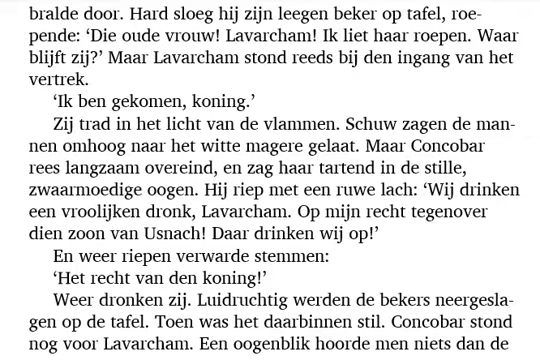 bralde door. Hard sloeg hij zijn leegen beker op tafel, roe-
pende: ‘Die oude vrouw! Lavarcham! Ik liet haar roepen. Waar
blijft zij?’ Maar Lavarcham stond reeds bij den ingang van het
vertrek.
‘Ik ben gekomen, koning.’
Zij trad in het licht van de vlammen. Schuw zagen de man-
nen omhoog naar het witte magere gelaat. Maar Concobar
rees langzaam overeind, en zag haar tartend in de stille,
zwaarmoedige oogen. Hij riep met een ruwe lach: ‘Wij drinken
een vroolijken dronk, Lavarcham. Op mijn recht tegenover
dien zoon van Usnach! Daar drinken wij op!’
En weer riepen verwarde stemmen:
‘Het recht van den koning!’
Weer dronken zij. Luidruchtig werden de bekers neergesla-
gen op de tafel. Toen was het daarbinnen stil. Concobar stond
nog voor Lavarcham. Een oogenblik hoorde men niets dan de